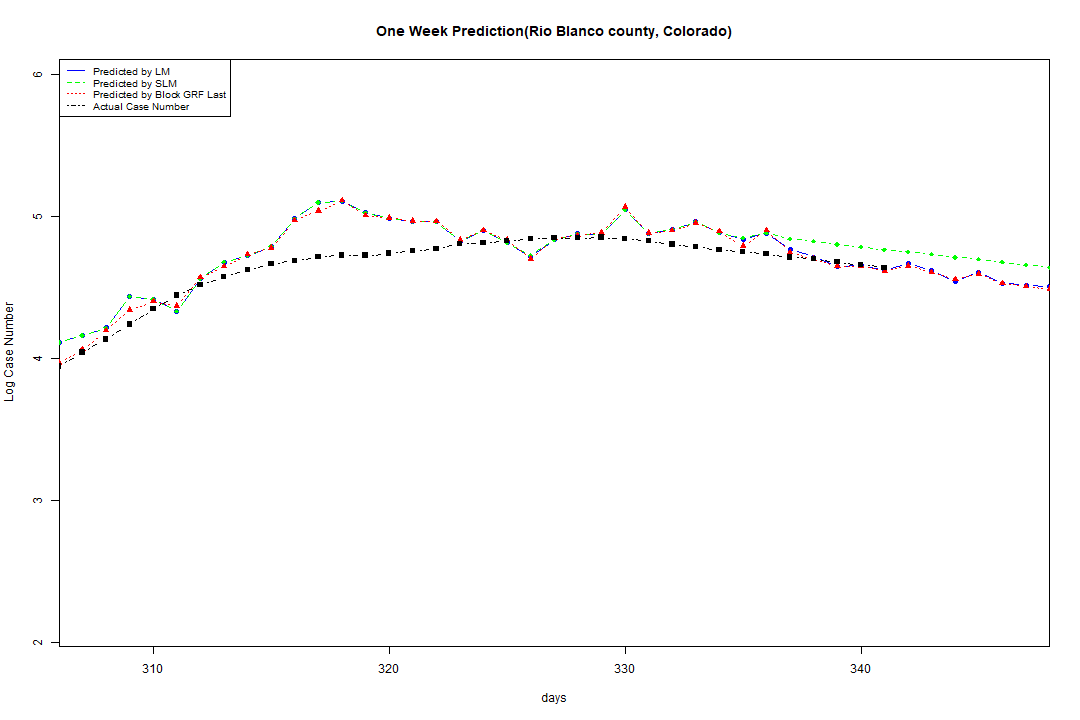 One Week Prediction(Rio Blanco county, Colorado)
Predicted by LM
Predicted by SLM
Predicted by Block GRF Last
Actual Case Number
6
5
4
3
2
Log Case Number
310 320 330 340
days